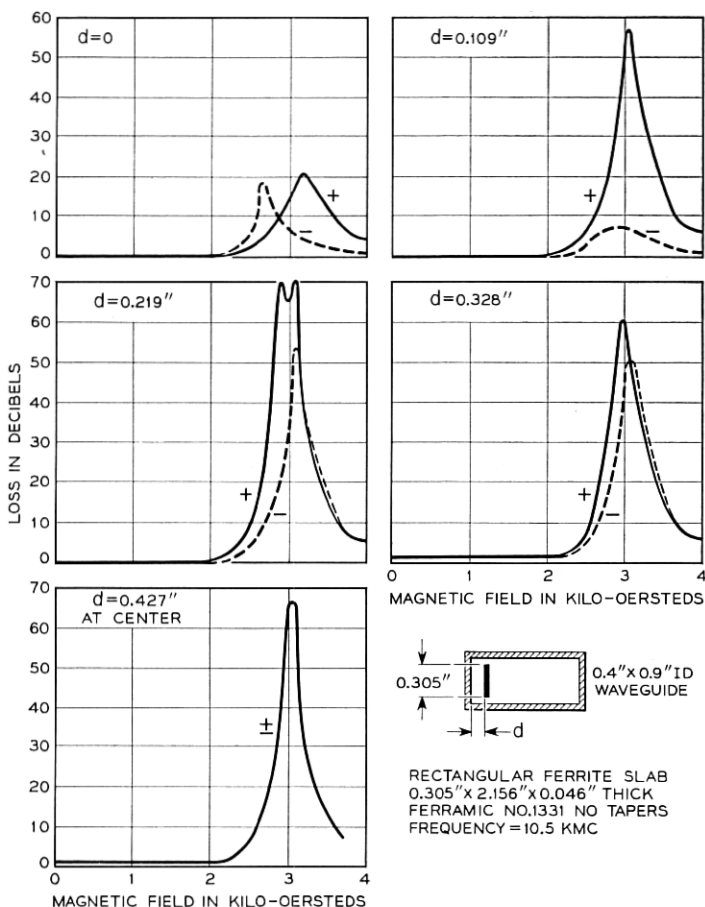 60
50
40
30
20
10
0
d=0
+
−
d=0.109″
+
−
LOSS IN DECIBELS
70
60
50
40
30
20
10
0
d=0.219″
+
−
d=0.328″
+
−
0 1 2 3 4
MAGNETIC FIELD IN KILO-OERSTEDS
70
60
50
40
30
20
10
0
d=0.427″
AT CENTER
±
0 1 2 3 4
MAGNETIC FIELD IN KILO-OERSTEDS
0.305″
d
0.4″X 0.9″ID
WAVEGUIDE
RECTANGULAR FERRITE SLAB
0.305″X 2.156″X 0.046″ THICK
FERRAMIC NO.1331 NO TAPERS
FREQUENCY = 10.5 KMC